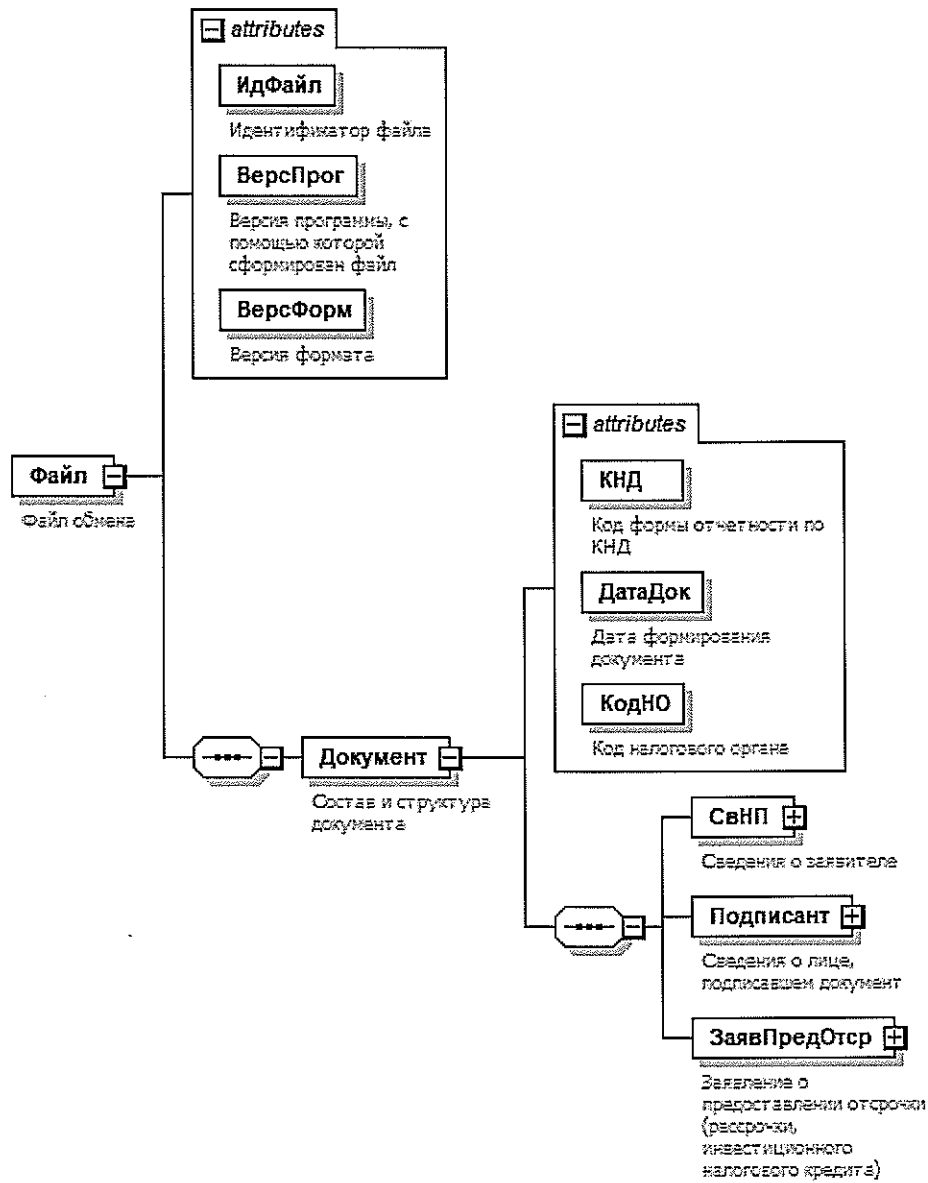 attributes
ИдФайл
Идентификатор файла
ВерсПрог
Версия программы, с
помощью которой
сформирован файл
ВерсФорм
Версия формата
Файл
Файл обмена
attributes
КНД
Код формы отчетности по
КНД
ДатаДок
Дата формирования
документа
КодНО
Код налогового органа
Документ
Состав и структура
документа
СвНП
Сведения о заявителе
Подписант
Сведения о лице,
подписавшем документ
ЗаявПредОтср
Заявление о
предоставлении отсрочки
(рассрочки,
инвестиционного
налогового кредита)